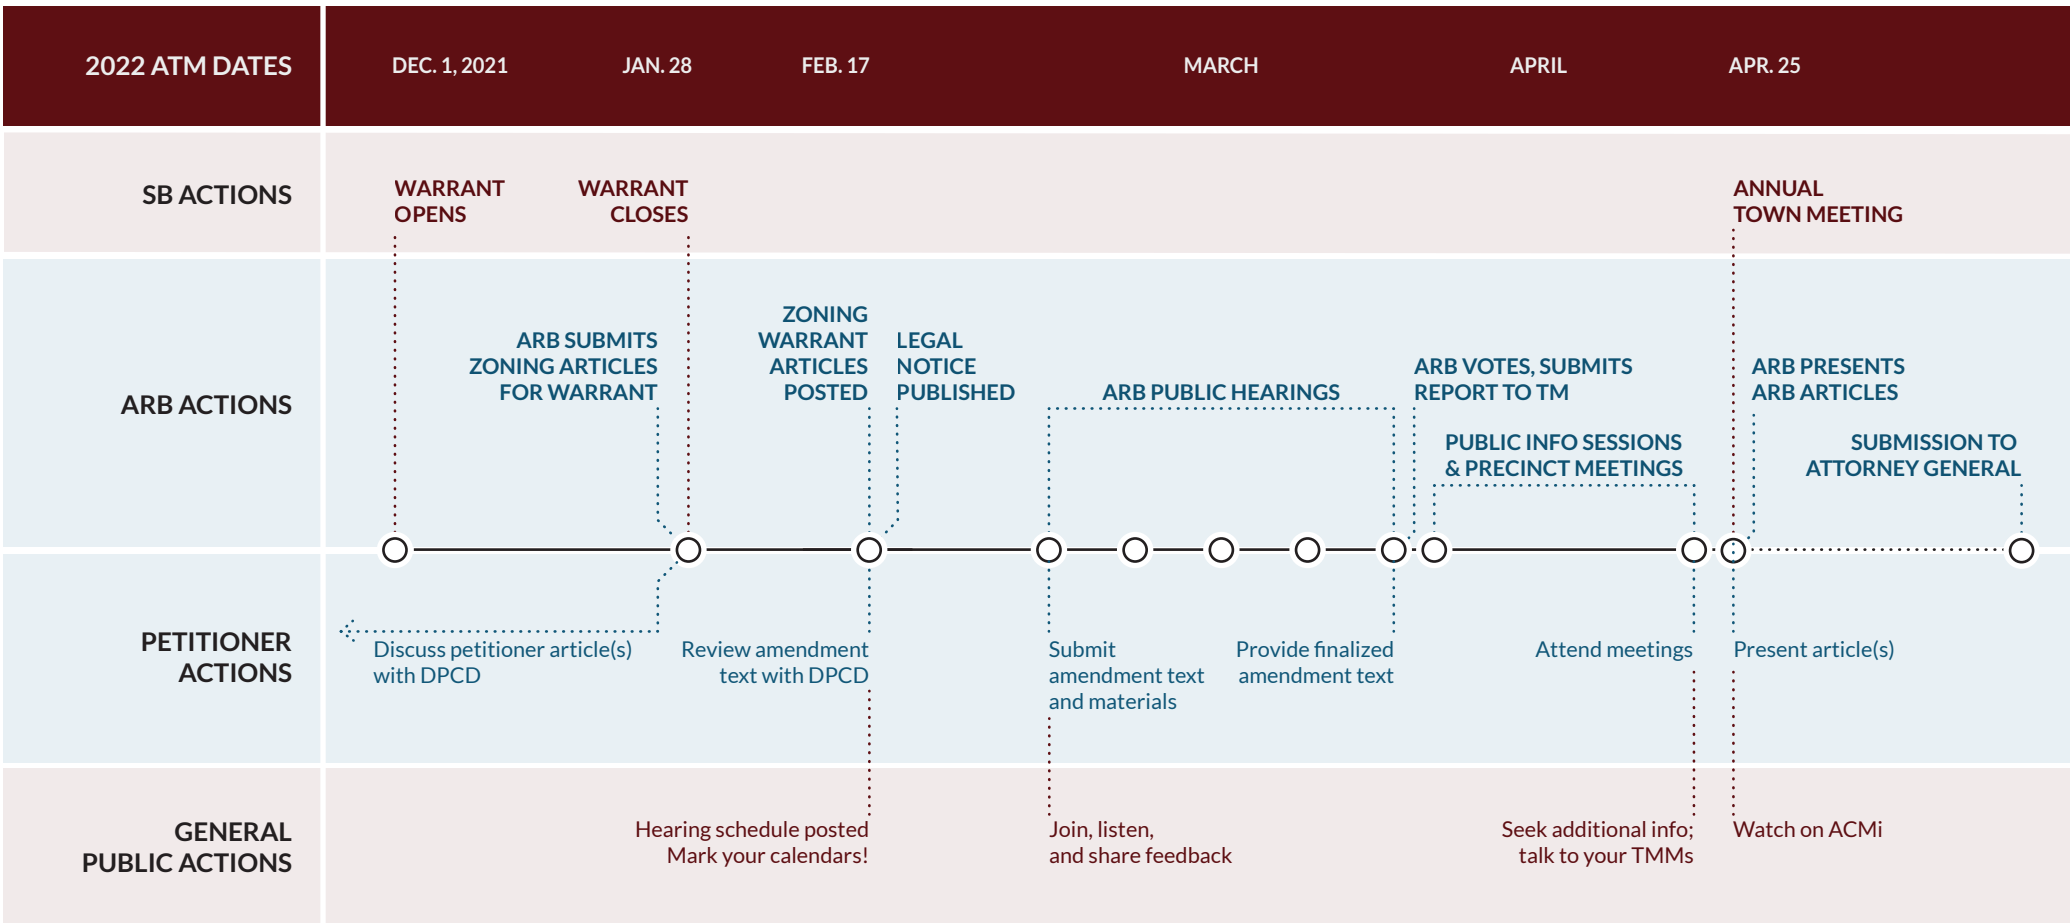 2022 ATM DATES
DEC. 1, 2021
JAN. 28
FEB. 17
MARCH
APRIL
APR. 25
SB ACTIONS
WARRANT
OPENS
WARRANT
CLOSES
ANNUAL
TOWN MEETING
ARB ACTIONS
ARB SUBMITS
ZONING ARTICLES
FOR WARRANT
ZONING
WARRANT
ARTICLES
POSTED
LEGAL
NOTICE
PUBLISHED
ARB PUBLIC HEARINGS
ARB VOTES, SUBMITS
REPORT TO TM
PUBLIC INFO SESSIONS
& PRECINCT MEETINGS
ARB PRESENTS
ARB ARTICLES
SUBMISSION TO
ATTORNEY GENERAL
PETITIONER
ACTIONS
Discuss petitioner article(s)
with DPCD
Review amendment
text with DPCD
Submit
amendment text
and materials
Provide finalized
amendment text
Attend meetings
Present article(s)
GENERAL
PUBLIC ACTIONS
Hearing schedule posted
Mark your calendars!
Join, listen,
and share feedback
Seek additional info;
talk to your TMMs
Watch on ACMi